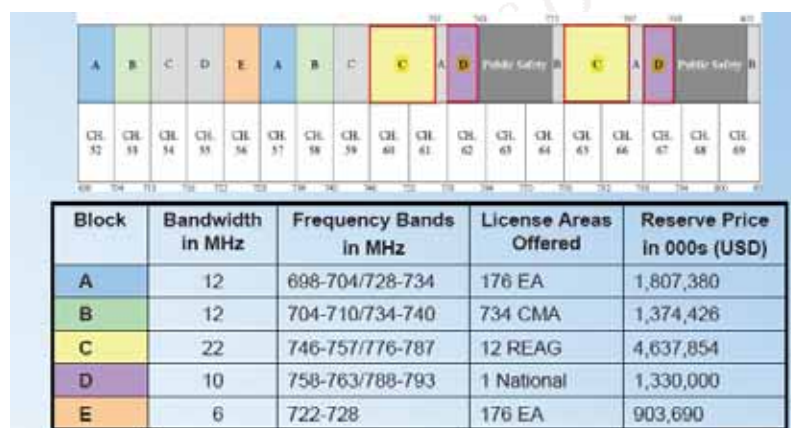 A B C D E A B C C A D Public Safety B C A D Public Safety B
CH. 52 CH. 53 CH. 54 CH. 55 CH. 56 CH. 57 CH. 58 CH. 59 CH. 60 CH. 61 CH. 62 CH. 63 CH. 64 CH. 65 CH. 66 CH. 67 CH. 68 CH. 69
Block Bandwidth in MHz Frequency Bands in MHz License Areas Offered Reserve Price in 000s (USD)
A 12 698-704/728-734 176 EA 1,807,380
B 12 704-710/734-740 734 CMA 1,374,426
C 22 746-757/776-787 12 REAG 4,637,854
D 10 758-763/788-793 1 National 1,330,000
E 6 722-728 176 EA 903,690